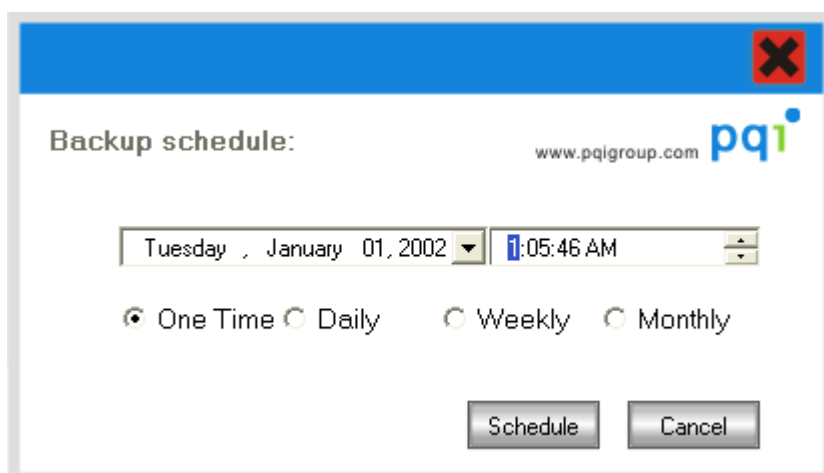 Backup schedule:
www.pqigroup.com pqi
Tuesday , January 01, 2002 1:05:46 AM
One Time Daily Weekly Monthly
Schedule Cancel